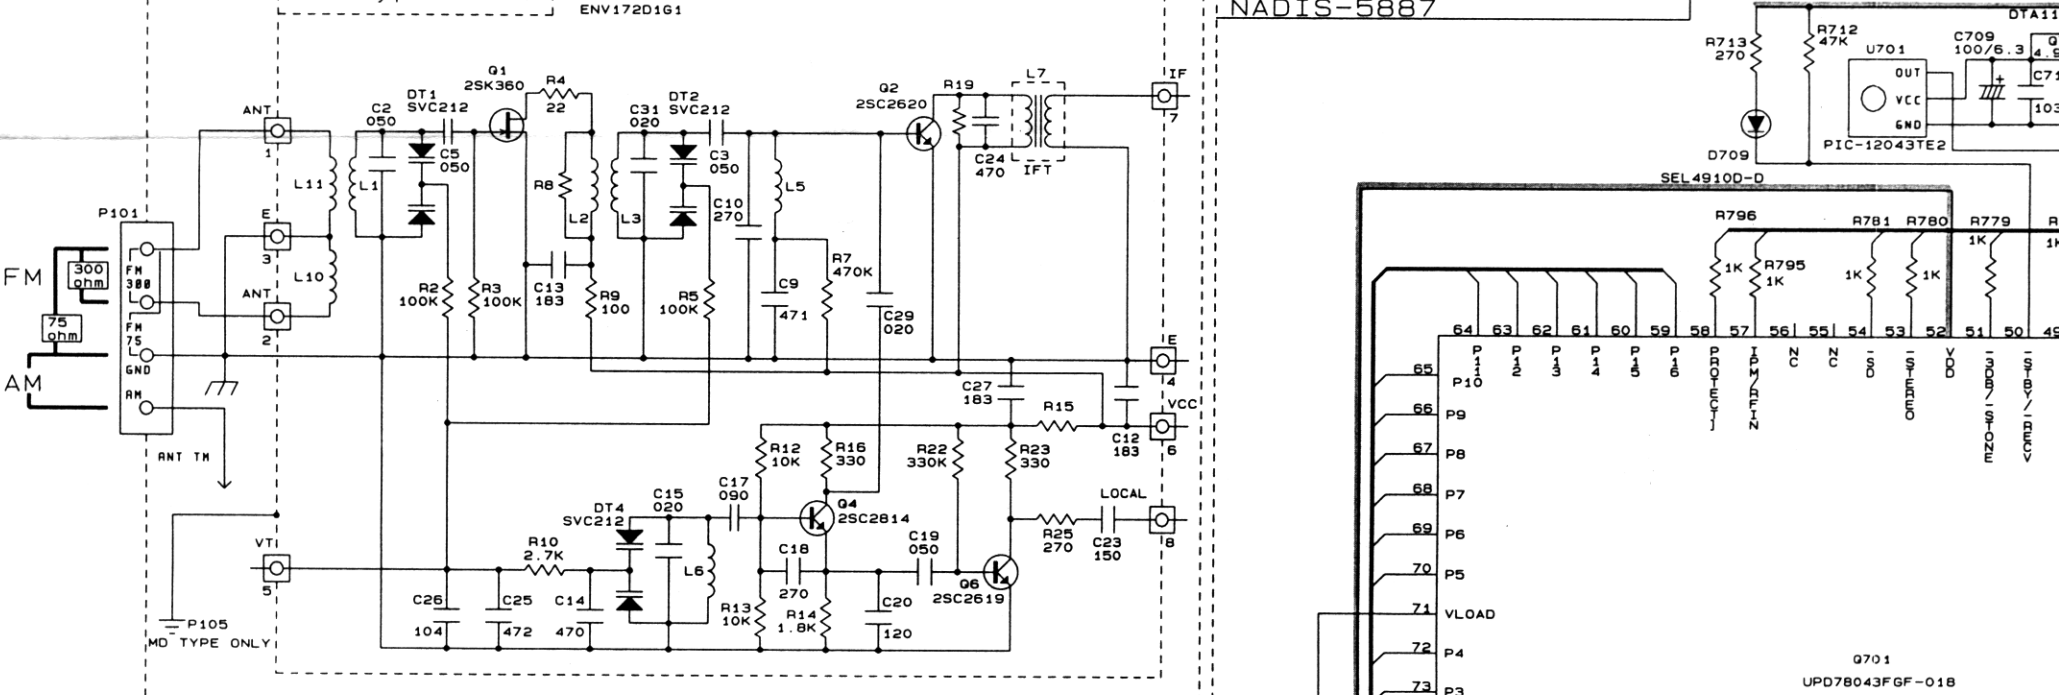 ENV172D1G1
NADIS-5887
DTA11
R713
270
R712
47K
U701
C709
100/6.3
4.9
OUT
VCC
GND
C71
103
PIC-12043TE2
D709
SEL4910D-D
Q1
2SK360
R4
22
DT1
SVC212
C2
050
C31
020
DT2
SVC212
Q2
2SC2620
R19
L7
IF
7
ANT
1
C5
050
C3
050
C24
470
IFT
L11
L1
R8
L2
L3
C10
270
L5
P101
E
3
L10
ANT
2
FM
300
ohm
FM
300
75
ohm
FM
75
GND
AM
AM
ANT TM
R2
100K
R3
100K
C13
183
R9
100
R5
100K
C9
471
R7
470K
C29
020
E
4
C27
183
R15
VCC
6
C12
183
R12
10K
R16
330
R22
330K
R23
330
DT4
SVC212
C15
020
C17
090
Q4
2SC2814
LOCAL
8
R25
270
C23
150
VT
5
R10
2.7K
L6
C18
270
C19
050
Q6
2SC2619
C26
104
C25
472
C14
470
R13
10K
R14
1.8K
C20
120
P105
MD TYPE ONLY
R796
1K
R795
1K
R781
1K
R780
1K
R779
1K
R
1K
64 63 62 61 60 59 58 57 56 55 54 53 52 51 50 49
P11
P12
P13
P14
P15
P16
PROTECT
IPM/RFIN
NC
NC
-SD
-STEREO
VDD
-3DB/-STONE
-STBY/-RECV
65 P10
66 P9
67 P8
68 P7
69 P6
70 P5
71 VLOAD
72 P4
73 P3
Q701
UPD78043FGF-018